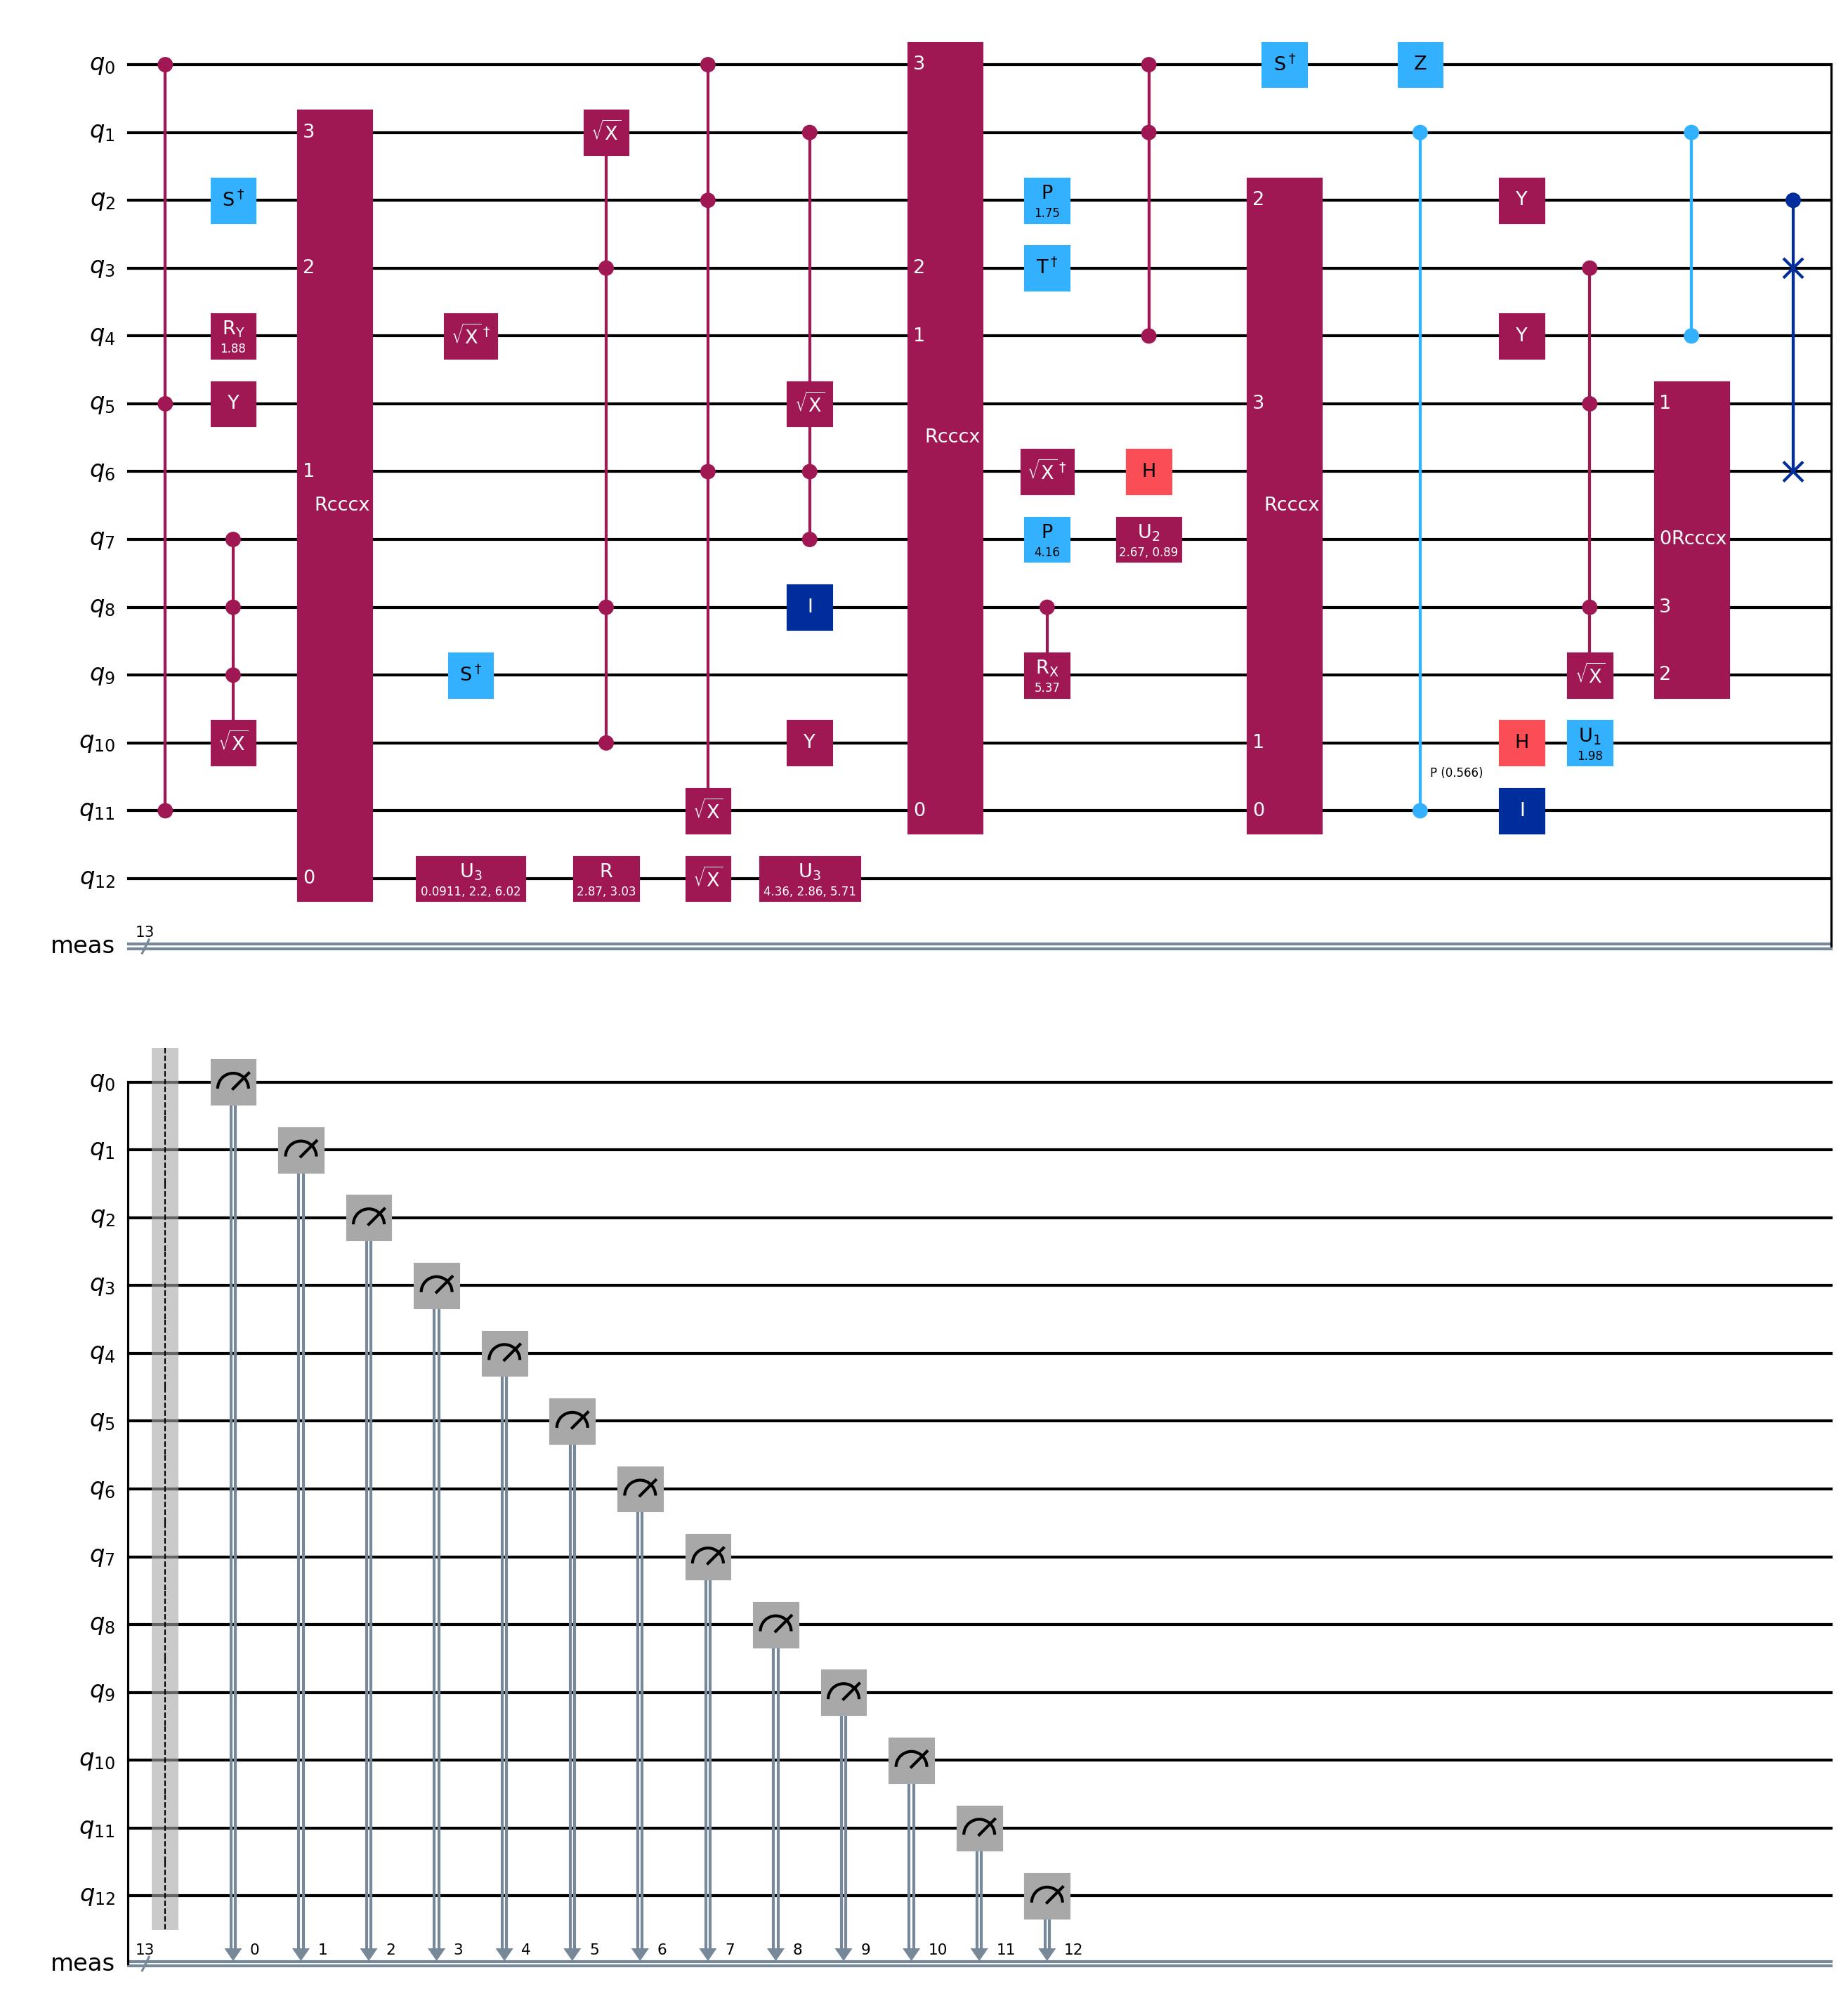 q0 3 S† Z
q1 3 √X
q2 S† P 1.75 2 Y
q3 2 2 T†
q4 RY 1.88 √X† 1 Y
q5 Y √X 3 1
Rcccx
q6 1 √X† H
Rcccx Rcccx
q7 P 4.16 U2 2.67, 0.89 0Rcccx
q8 I 3
q9 S† RX 5.37 √X 2
q10 √X Y 1 H U1 1.98
P (0.566)
q11 √X 0 0 I
q12 0 U3 0.0911, 2.2, 6.02 R 2.87, 3.03 √X U3 4.36, 2.86, 5.71
meas 13
q0
q1
q2
q3
q4
q5
q6
q7
q8
q9
q10
q11
q12
meas 13 0 1 2 3 4 5 6 7 8 9 10 11 12